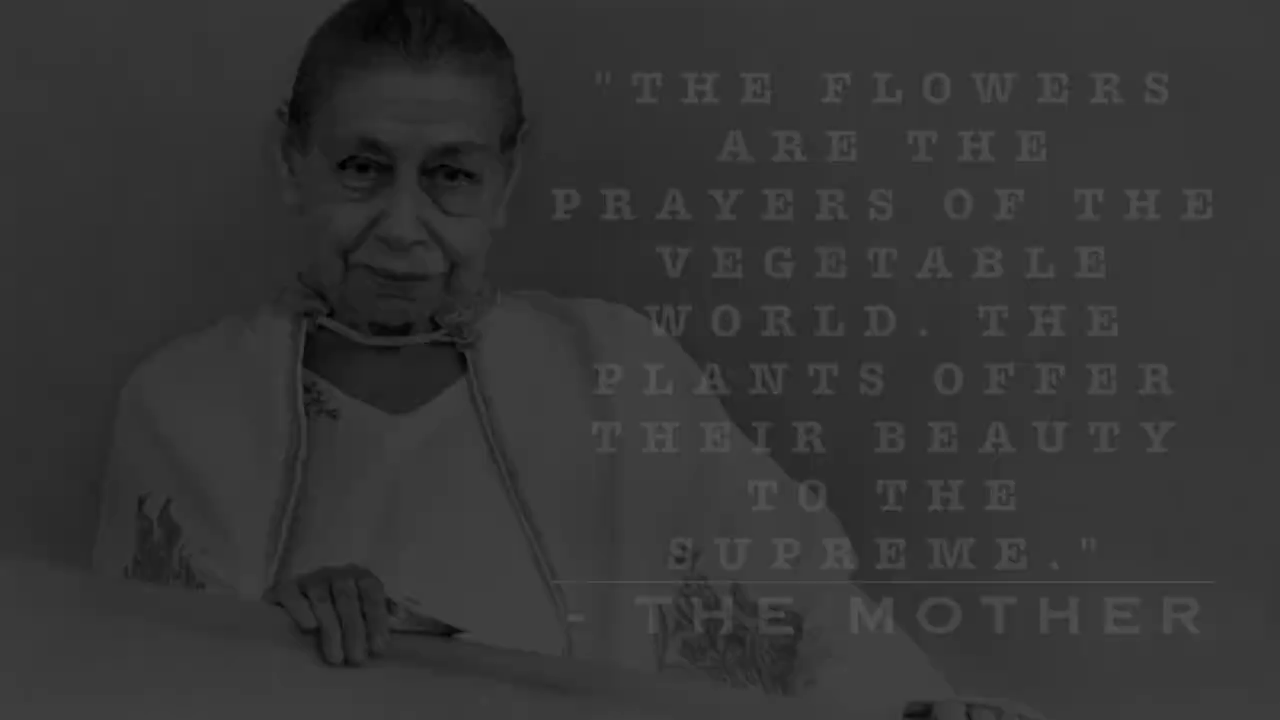 "THE FLOWERS
ARE THE
PRAYERS OF THE
VEGETABLE
WORLD. THE
PLANTS OFFER
THEIR BEAUTY
TO THE
SUPREME."
- THE MOTHER